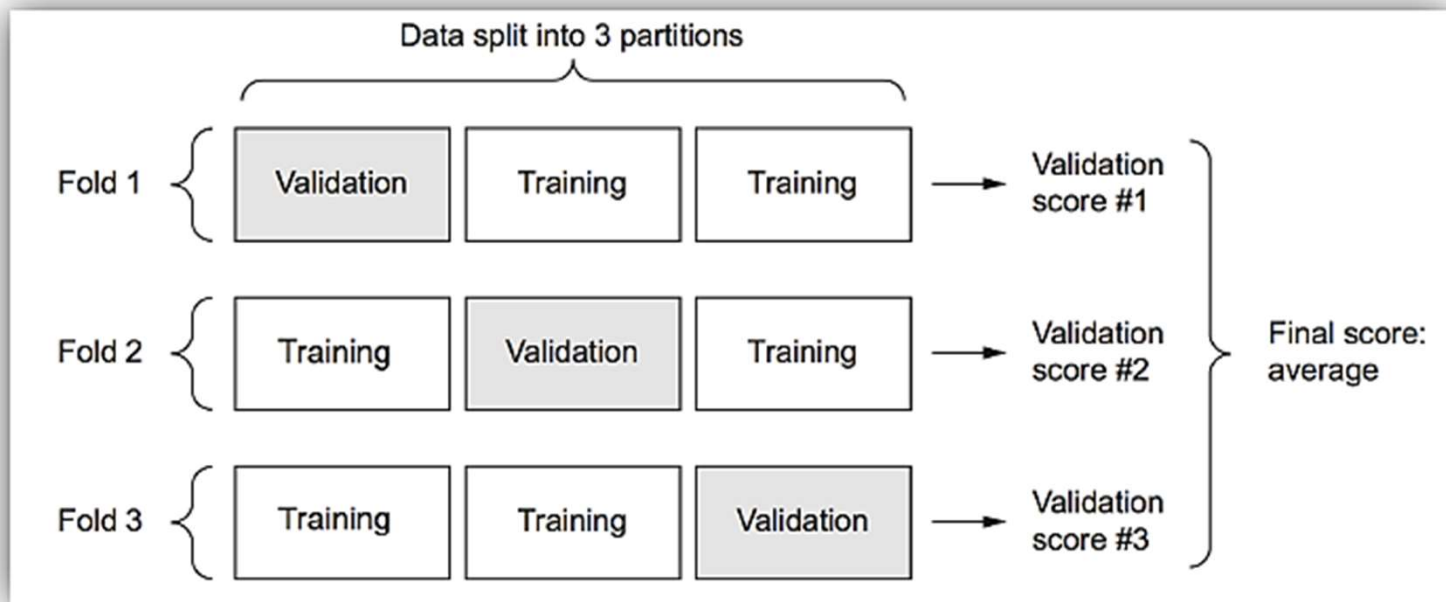 Data split into 3 partitions
Fold 1
Validation
Training
Training
Validation
score #1
Fold 2
Training
Validation
Training
Validation
score #2
Final score:
average
Fold 3
Training
Training
Validation
Validation
score #3